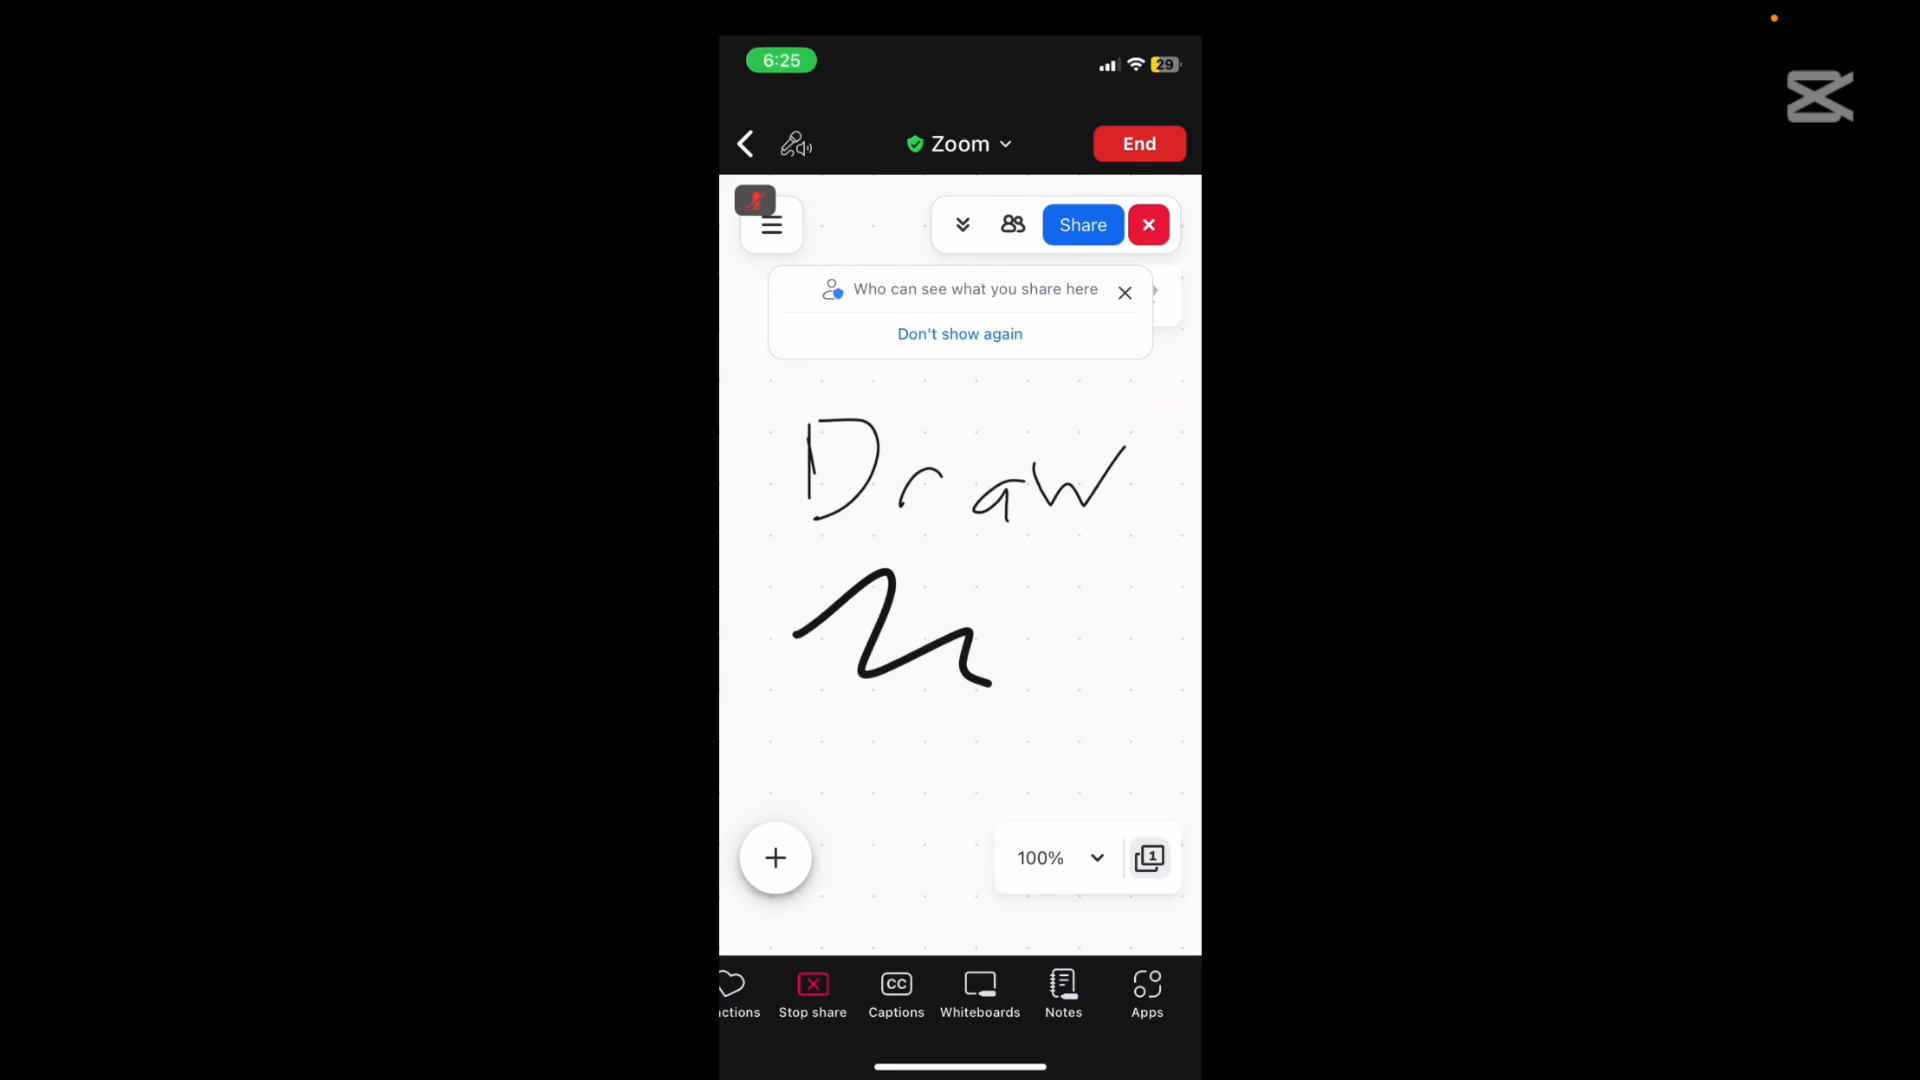 6:25
29
Zoom
End
Share
Who can see what you share here
Don't show again
Draw
100%
1
ctions
Stop share
CC
Captions
Whiteboards
Notes
Apps